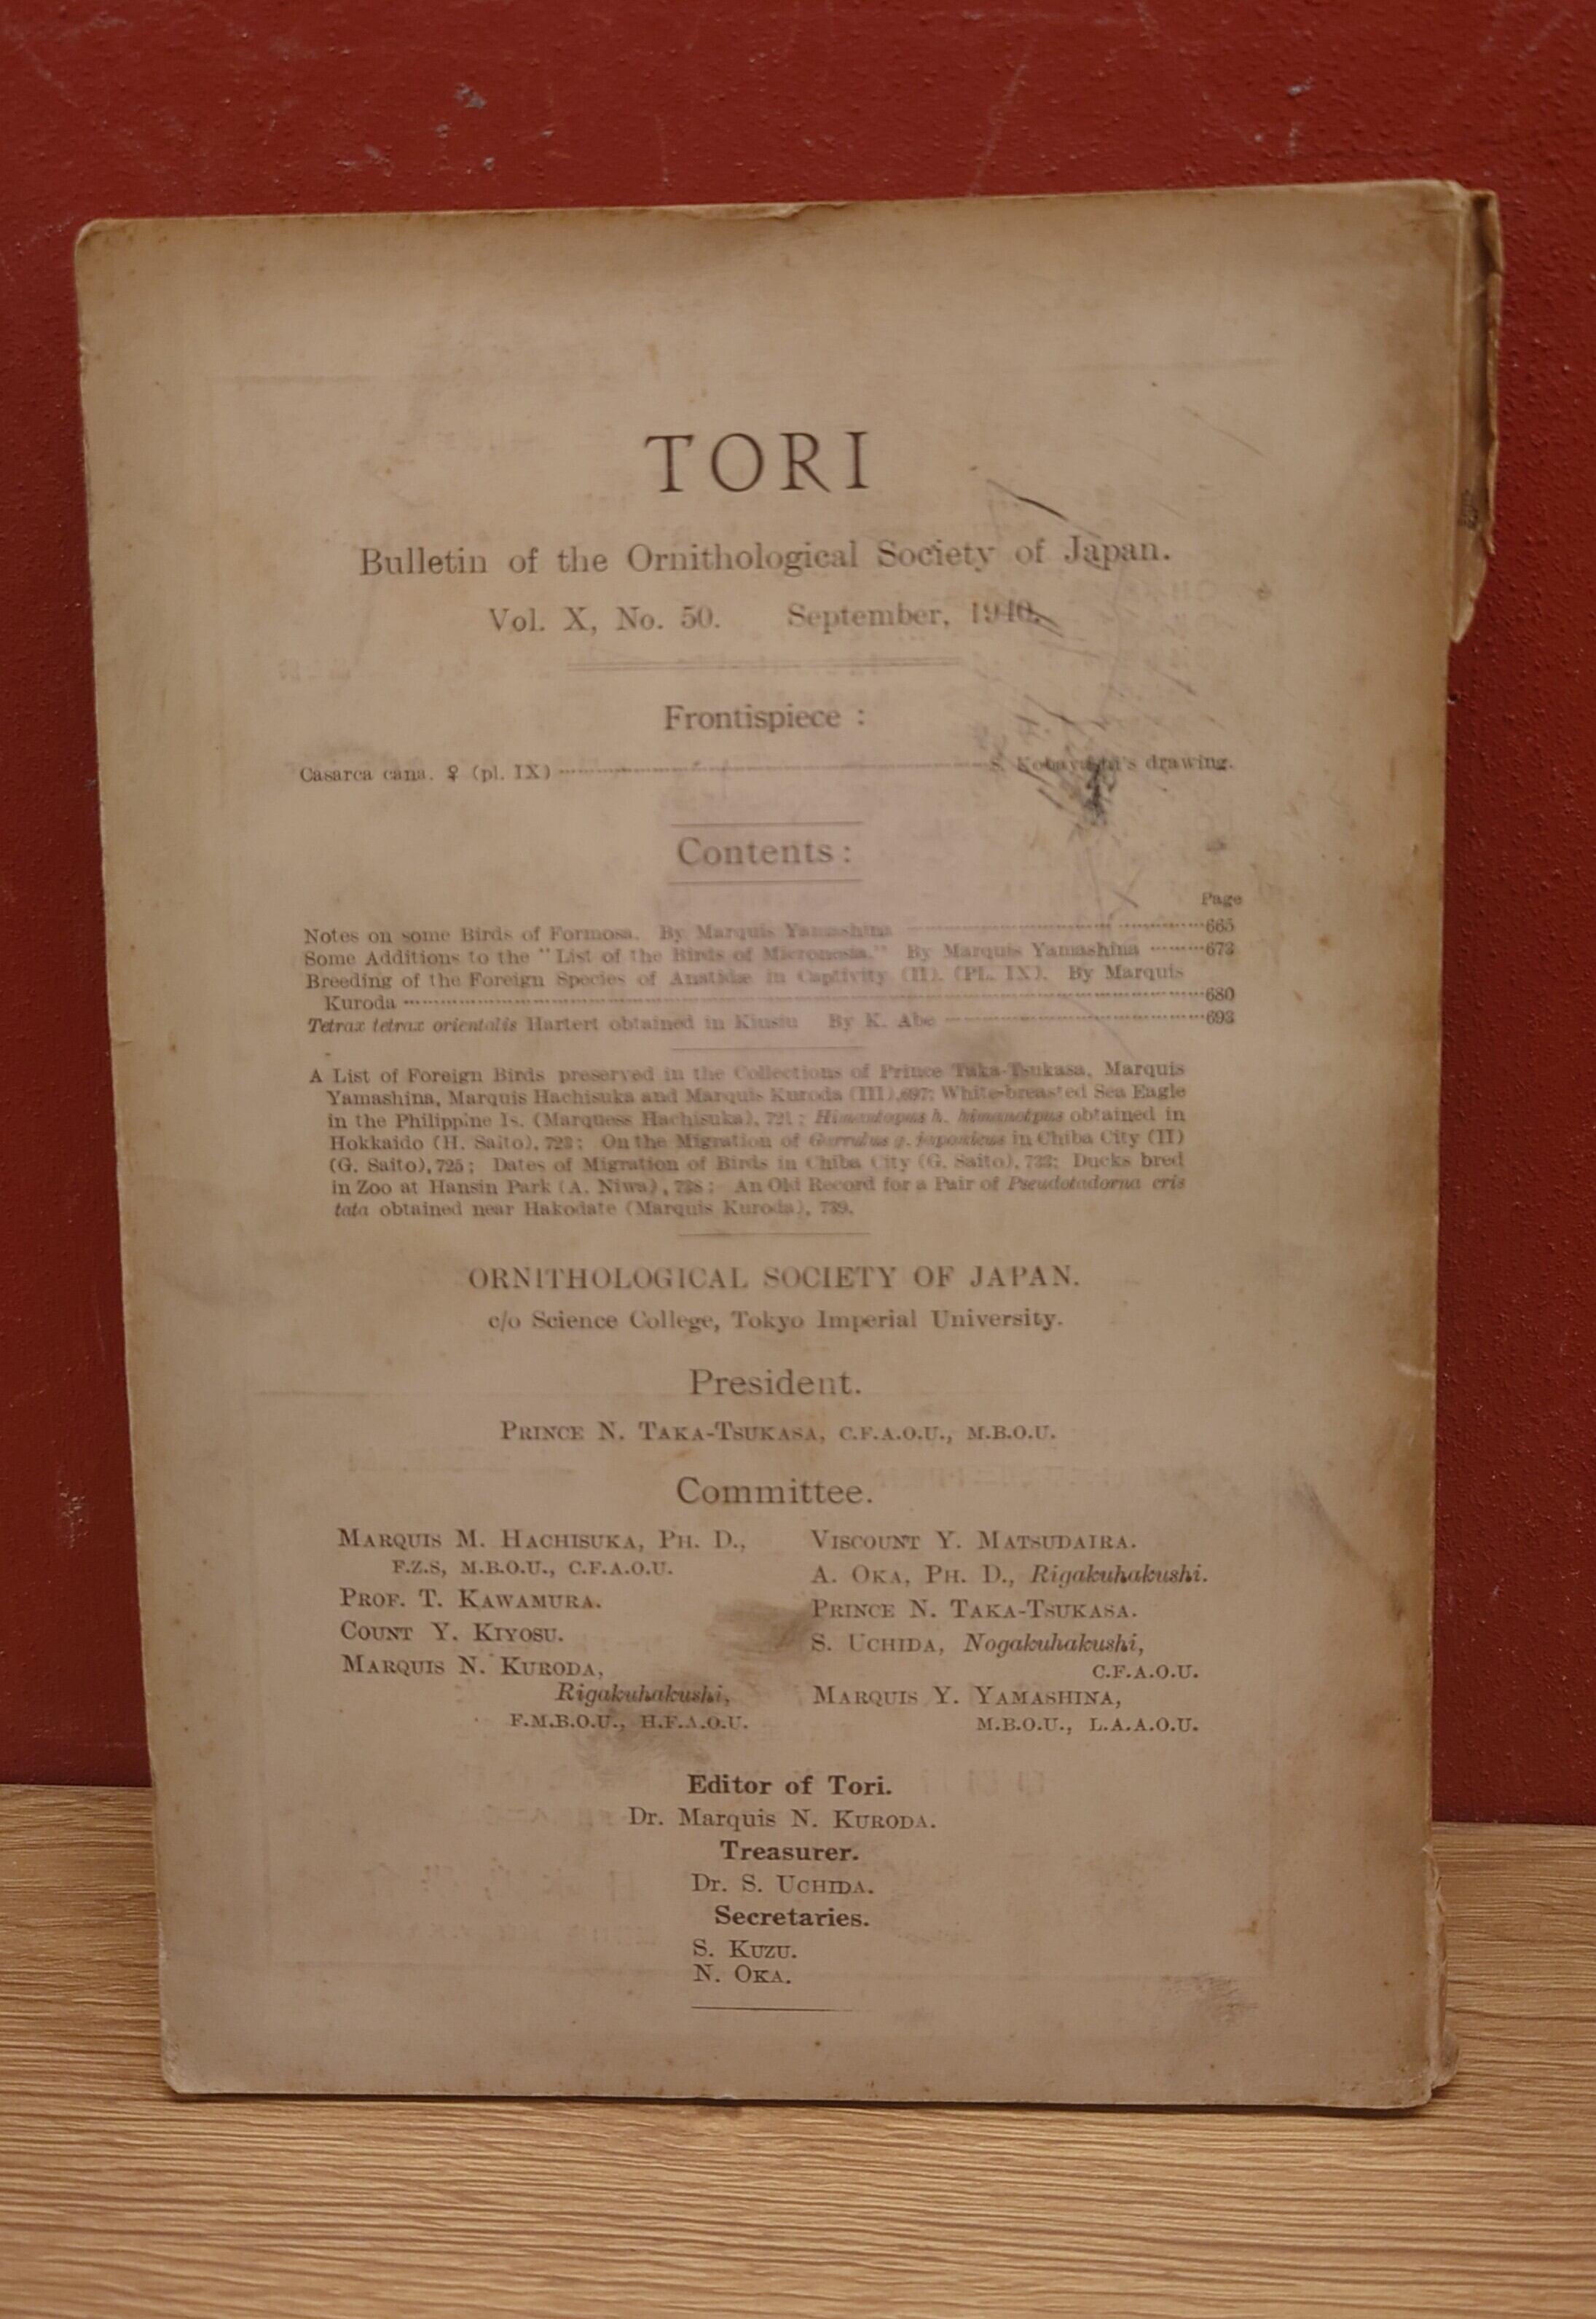 TORI
Bulletin of the Ornithological Society of Japan.
Vol. X, No. 50. September, 1940.
Frontispiece :
Casarca cana. ♀ (pl. IX) S. Kobayashi's drawing.
Contents :
Page
Notes on some Birds of Formosa. By Marquis Yamashina 665
Some Additions to the "List of the Birds of Micronesia." By Marquis Yamashina 673
Breeding of the Foreign Species of Anatidæ in Captivity (II). (PL. IX). By Marquis
Kuroda 680
Tetrax tetrax orientalis Hartert obtained in Kiusiu By K. Abe 693
A List of Foreign Birds preserved in the Collections of Prince Taka-Tsukasa, Marquis
Yamashina, Marquis Hachisuka and Marquis Kuroda (III), 697; White-breasted Sea Eagle
in the Philippine Is. (Marquess Hachisuka), 721; Himantopus h. himanotpus obtained in
Hokkaido (H. Saito), 723; On the Migration of Garrulus g. japonicus in Chiba City (II)
(G. Saito), 725; Dates of Migration of Birds in Chiba City (G. Saito), 733; Ducks bred
in Zoo at Hansin Park (A. Niwa), 738; An Old Record for a Pair of Pseudotadorna cris
tata obtained near Hakodate (Marquis Kuroda), 739.
ORNITHOLOGICAL SOCIETY OF JAPAN.
c/o Science College, Tokyo Imperial University.
President.
PRINCE N. TAKA-TSUKASA, C.F.A.O.U., M.B.O.U.
Committee.
MARQUIS M. HACHISUKA, PH. D.,
F.Z.S, M.B.O.U., C.F.A.O.U.
PROF. T. KAWAMURA.
COUNT Y. KIYOSU.
MARQUIS N. KURODA,
Rigakuhakushi,
F.M.B.O.U., H.F.A.O.U.
VISCOUNT Y. MATSUDAIRA.
A. OKA, PH. D., Rigakuhakushi.
PRINCE N. TAKA-TSUKASA.
S. UCHIDA, Nogakuhakushi,
C.F.A.O.U.
MARQUIS Y. YAMASHINA,
M.B.O.U., L.A.A.O.U.
Editor of Tori.
Dr. Marquis N. KURODA.
Treasurer.
Dr. S. UCHIDA.
Secretaries.
S. KUZU.
N. OKA.